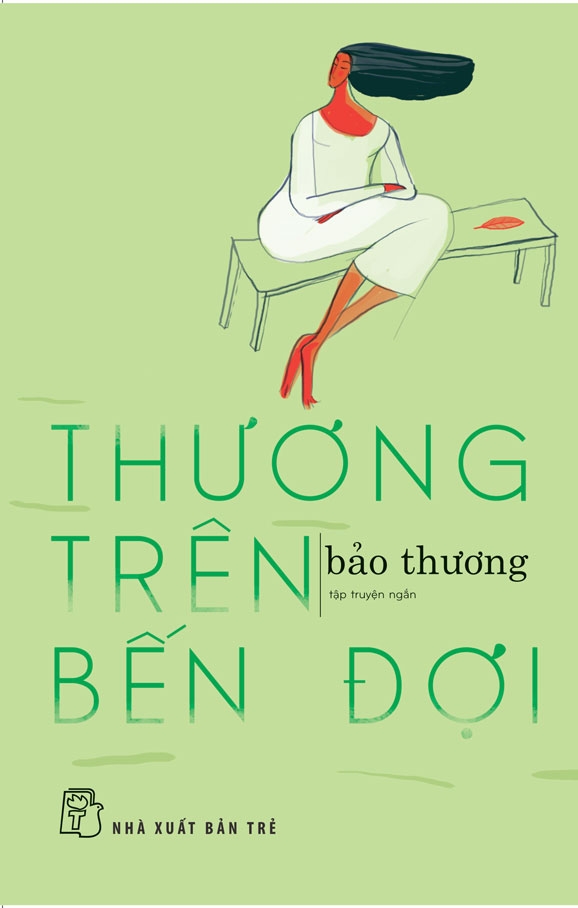 THƯƠNG
TRÊN
bảo thương
tập truyện ngắn
BẾN ĐỢI
T
NHÀ XUẤT BẢN TRẺ